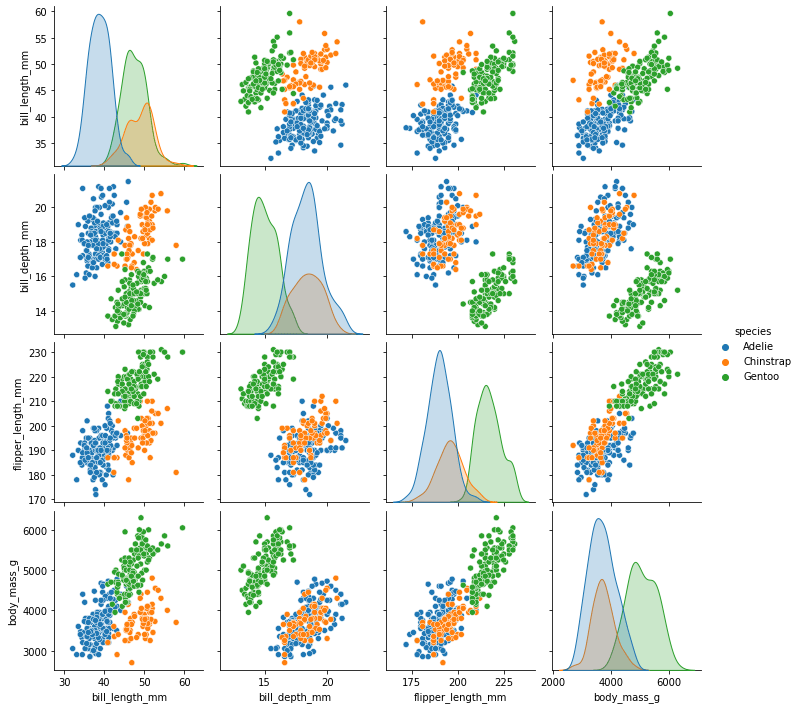 60
55
50
45
40
35
bill_length_mm
20
18
16
14
bill_depth_mm
230
220
210
200
190
180
170
flipper_length_mm
6000
5000
4000
3000
body_mass_g
30 40 50 60
bill_length_mm
15 20
bill_depth_mm
175 200 225
flipper_length_mm
2000 4000 6000
body_mass_g
species
Adelie
Chinstrap
Gentoo